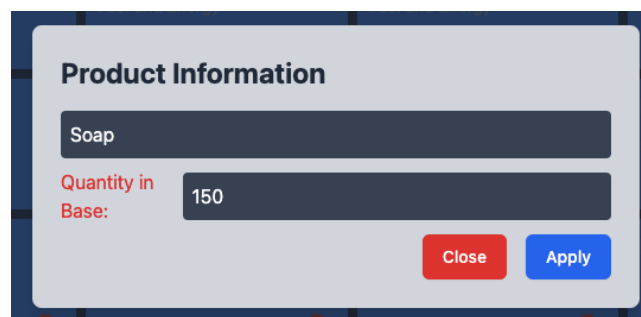 Product Information
Soap
Quantity in
Base:
150
Close
Apply